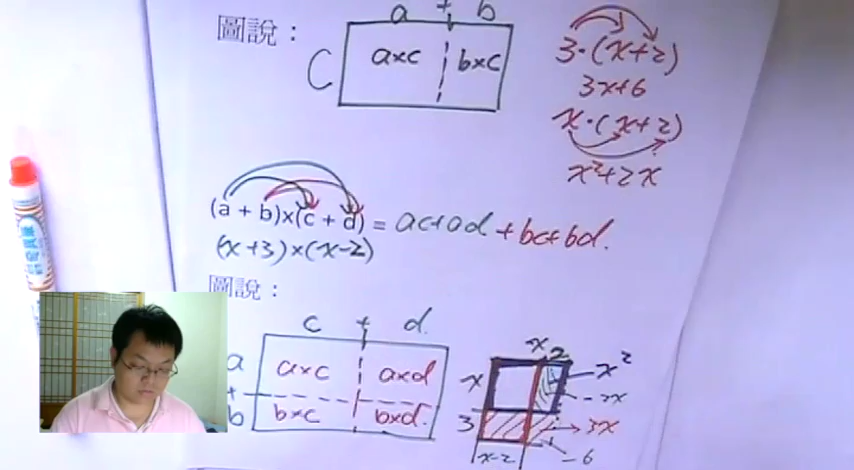 a + b
圖說：
C a×c b×c
3·(x+2)
3x+6
x·(x+2)
x²+2x
(a + b)×(c + d) = ac+ad+bc+bd.
(x+3)×(x-2)
圖說：
c + d.
a a×c a×d
+
b b×c b×d.
x 2
x x²
-2x
3 3x
x-2 -6